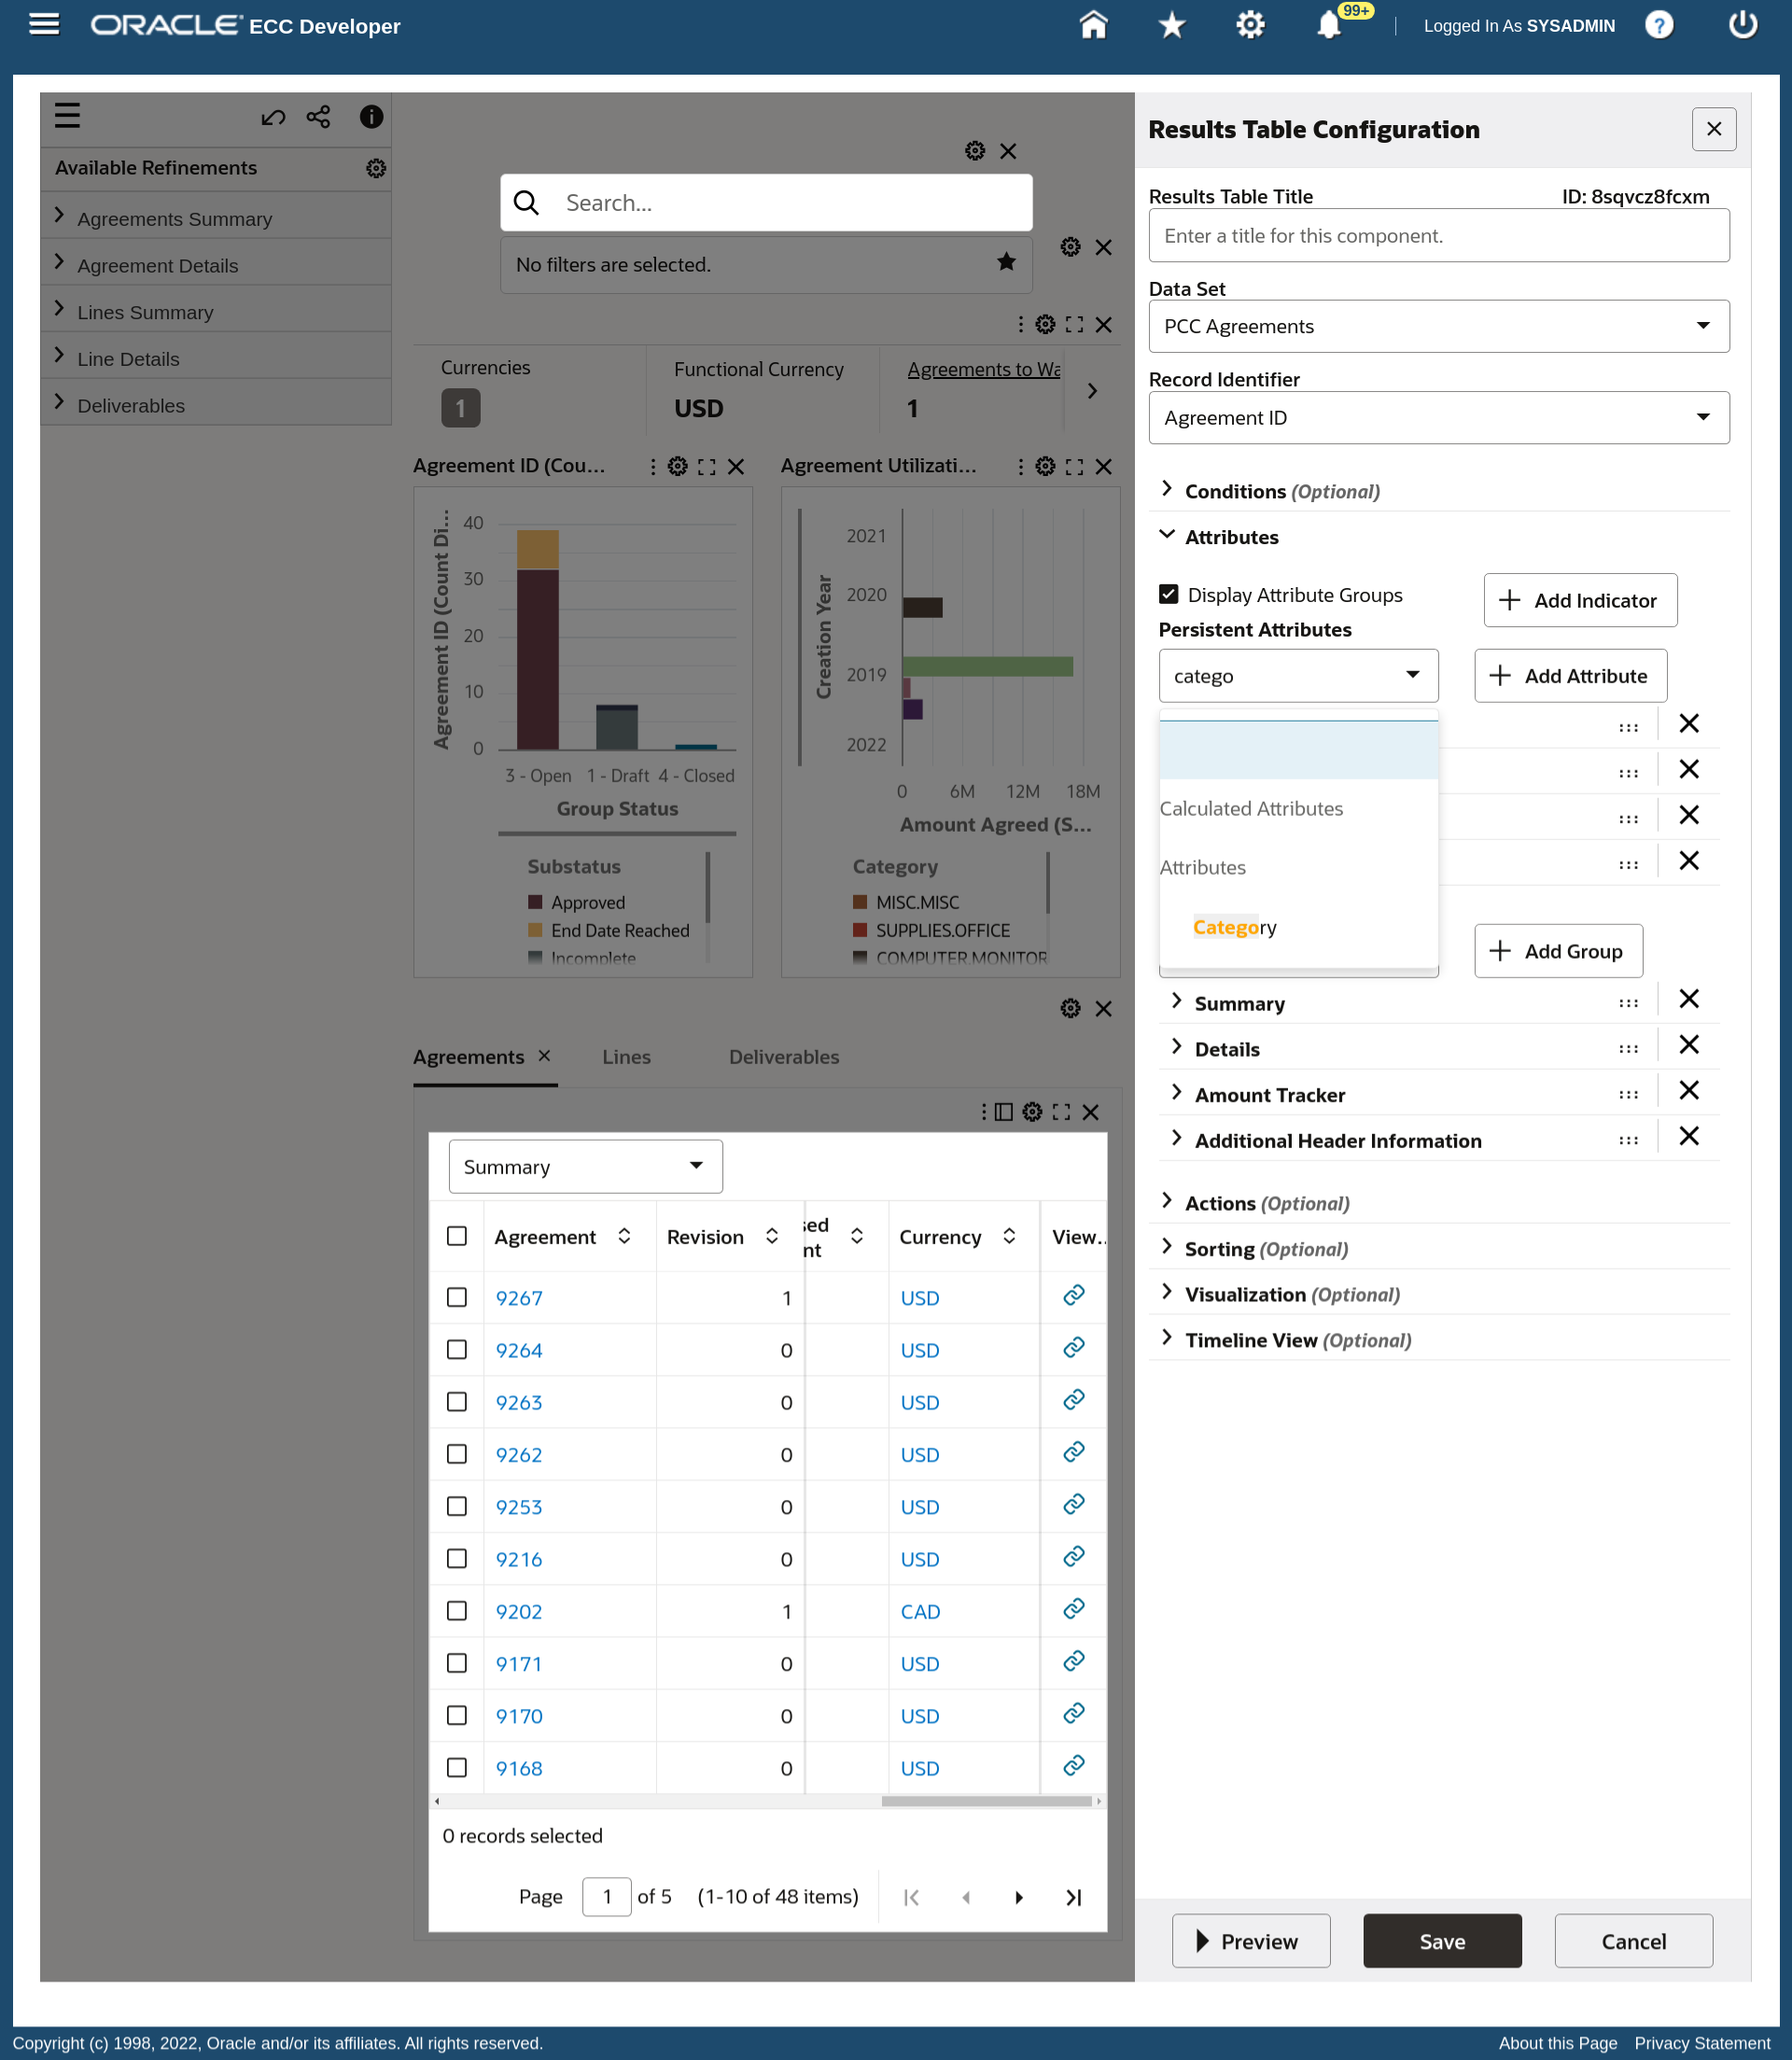 ORACLE ECC Developer
99+
Logged In As SYSADMIN
?
Available Refinements
Agreements Summary
Agreement Details
Lines Summary
Line Details
Deliverables
Search...
No filters are selected.
Currencies
1
Functional Currency
USD
Agreements to Wa
1
Agreement ID (Cou...
Agreement ID (Count Di...
40
30
20
10
0
3 - Open 1 - Draft 4 - Closed
Group Status
Substatus
Approved
End Date Reached
Incomplete
Agreement Utilizati...
Creation Year
2021
2020
2019
2022
0 6M 12M 18M
Amount Agreed (S...
Category
MISC.MISC
SUPPLIES.OFFICE
COMPUTER.MONITOR
Agreements Lines Deliverables
Summary
Agreement Revision sed nt Currency View..
9267 1 USD
9264 0 USD
9263 0 USD
9262 0 USD
9253 0 USD
9216 0 USD
9202 1 CAD
9171 0 USD
9170 0 USD
9168 0 USD
0 records selected
Page 1 of 5 (1-10 of 48 items)
Results Table Configuration
Results Table Title ID: 8sqvcz8fcxm
Enter a title for this component.
Data Set
PCC Agreements
Record Identifier
Agreement ID
Conditions (Optional)
Attributes
Display Attribute Groups
Add Indicator
Persistent Attributes
catego
Add Attribute
Calculated Attributes
Attributes
Category
Add Group
Summary
Details
Amount Tracker
Additional Header Information
Actions (Optional)
Sorting (Optional)
Visualization (Optional)
Timeline View (Optional)
Preview Save Cancel
Copyright (c) 1998, 2022, Oracle and/or its affiliates. All rights reserved.
About this Page Privacy Statement